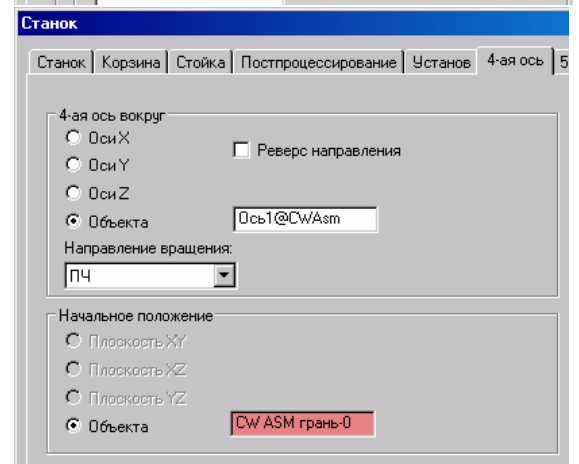 Станок
Станок Корзина Стойка Постпроцессирование Установ 4-ая ось 5
4-ая ось вокруг
Оси X
Реверс направления
Оси Y
Оси Z
Объекта Ось1@CWAsm
Направление вращения:
ПЧ
Начальное положение
Плоскость XY
Плоскость XZ
Плоскость YZ
Объекта CW ASM грань-0